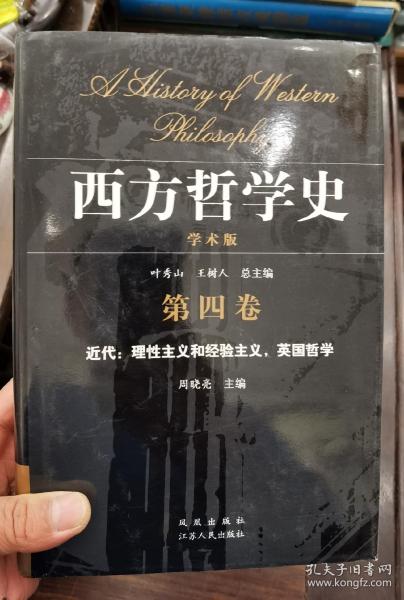 A History of Western
Philosophy
西方哲学史
学术版
叶秀山 王树人 总主编
第四卷
近代：理性主义和经验主义，英国哲学
周晓亮 主编
凤凰出版社
江苏人民出版社
孔夫子旧书网
www.kongfz.com